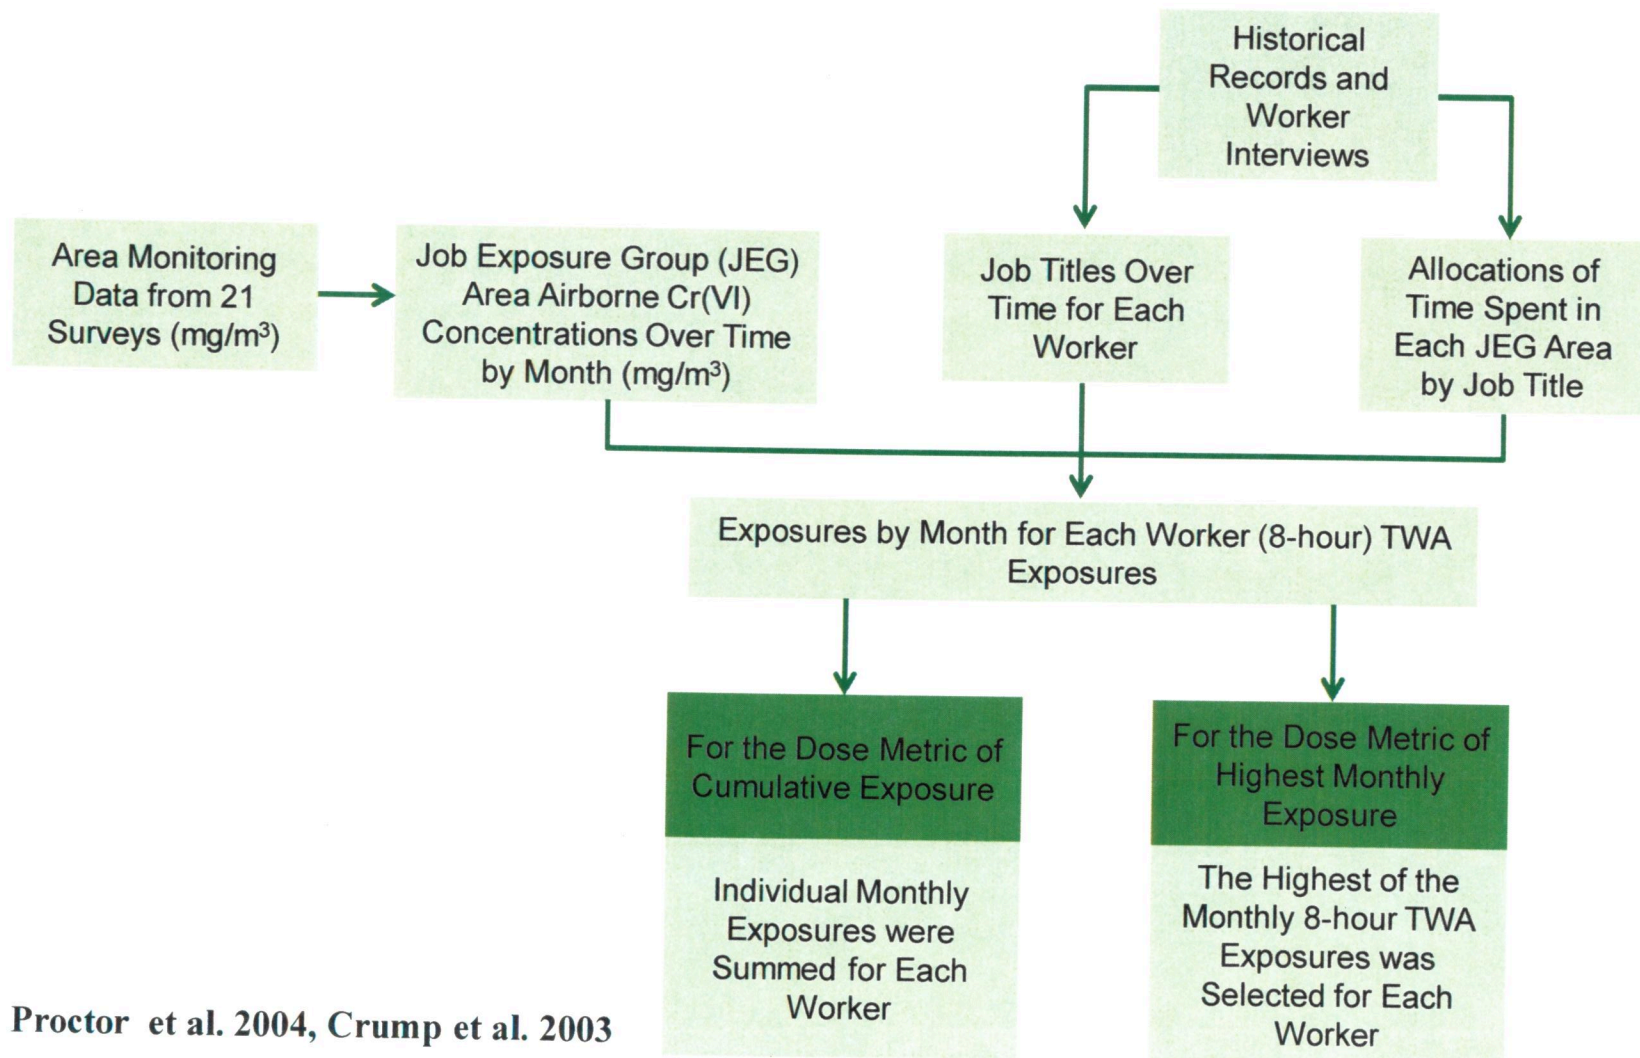 Historical
Records and
Worker
Interviews
Area Monitoring
Data from 21
Surveys (mg/m³)
Job Exposure Group (JEG)
Area Airborne Cr(VI)
Concentrations Over Time
by Month (mg/m³)
Job Titles Over
Time for Each
Worker
Allocations of
Time Spent in
Each JEG Area
by Job Title
Exposures by Month for Each Worker (8-hour) TWA
Exposures
For the Dose Metric of
Cumulative Exposure
Individual Monthly
Exposures were
Summed for Each
Worker
For the Dose Metric of
Highest Monthly
Exposure
The Highest of the
Monthly 8-hour TWA
Exposures was
Selected for Each
Worker
Proctor et al. 2004, Crump et al. 2003